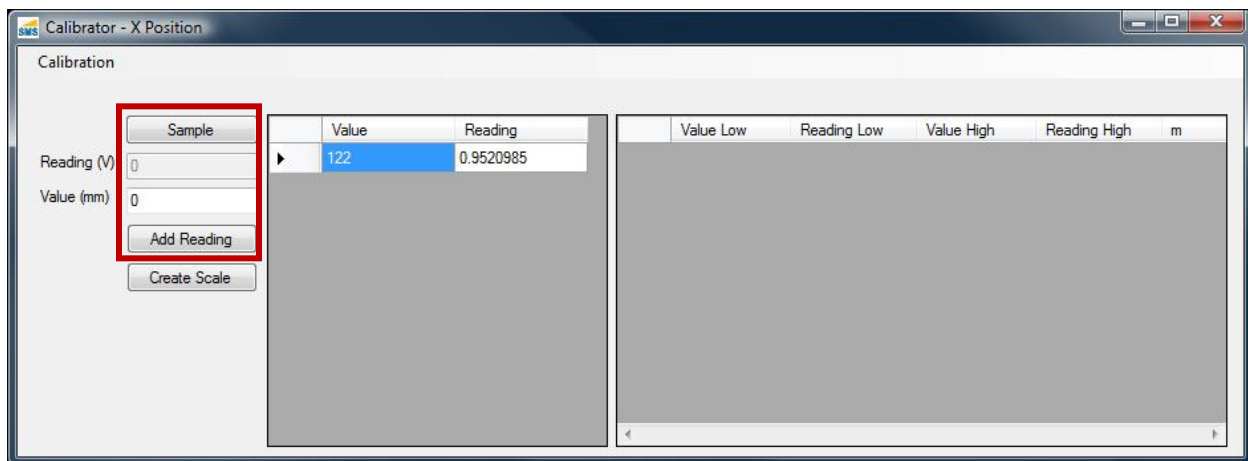 SMS Calibrator - X Position
Calibration
Sample
Reading (V) 0
Value (mm) 0
Add Reading
Create Scale
Value Reading
122 0.9520985
Value Low Reading Low Value High Reading High m